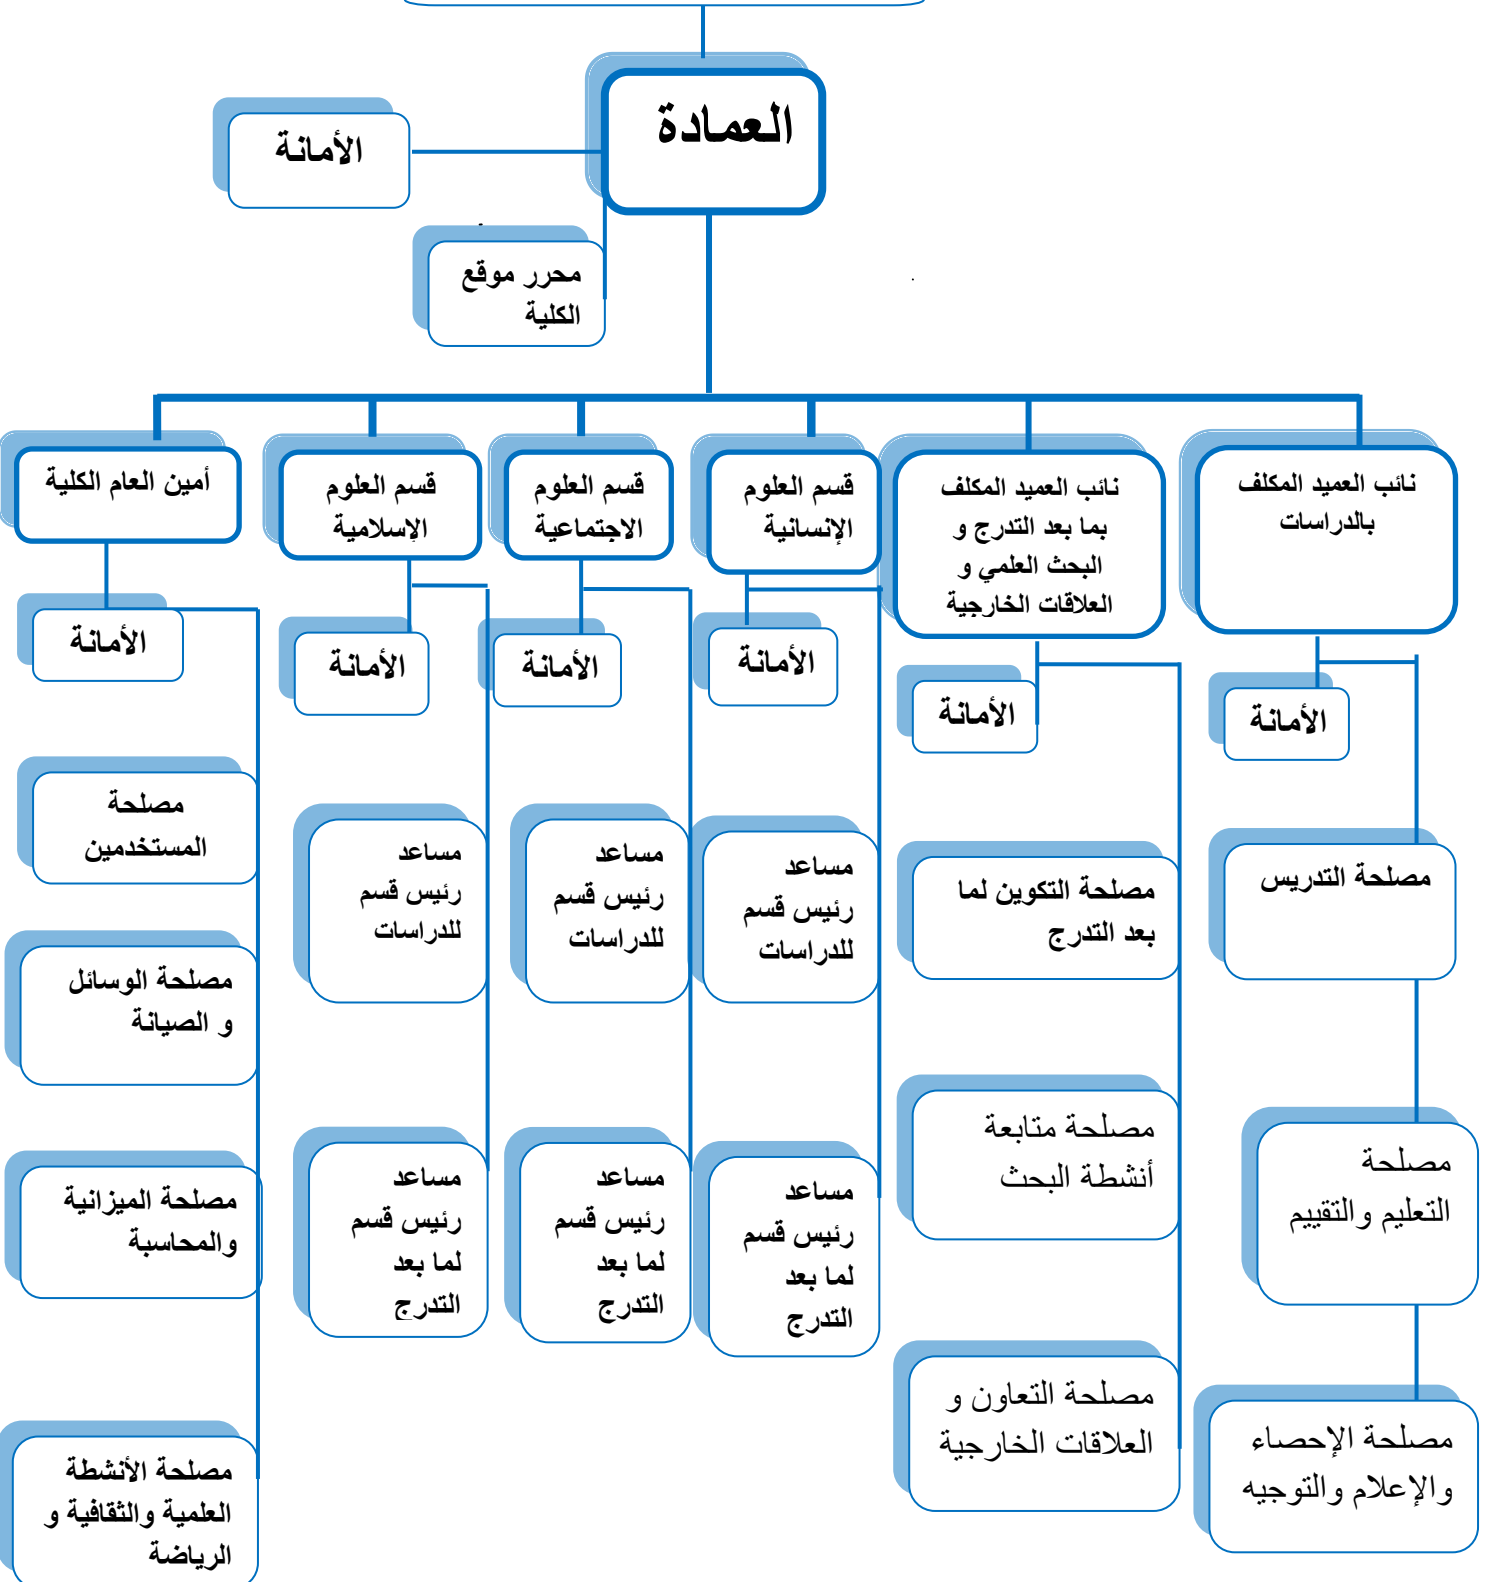 العمادة
الأمانة
محرر موقع
الكلية
نائب العميد المكلف
بالدراسات
نائب العميد المكلف
بما بعد التدرج و
البحث العلمي و
العلاقات الخارجية
قسم العلوم
الإنسانية
قسم العلوم
الاجتماعية
قسم العلوم
الإسلامية
أمين العام الكلية
الأمانة
الأمانة
الأمانة
الأمانة
الأمانة
الأمانة
مصلحة التدريس
مصلحة
التعليم والتقييم
مصلحة الإحصاء
والإعلام والتوجيه
مصلحة التكوين لما
بعد التدرج
مصلحة متابعة
أنشطة البحث
مصلحة التعاون و
العلاقات الخارجية
مساعد
رئيس قسم
للدراسات
مساعد
رئيس قسم
لما بعد
التدرج
مساعد
رئيس قسم
للدراسات
مساعد
رئيس قسم
لما بعد
التدرج
مساعد
رئيس قسم
للدراسات
مساعد
رئيس قسم
لما بعد
التدرج
مصلحة
المستخدمين
مصلحة الوسائل
و الصيانة
مصلحة الميزانية
والمحاسبة
مصلحة الأنشطة
العلمية والثقافية و
الرياضة